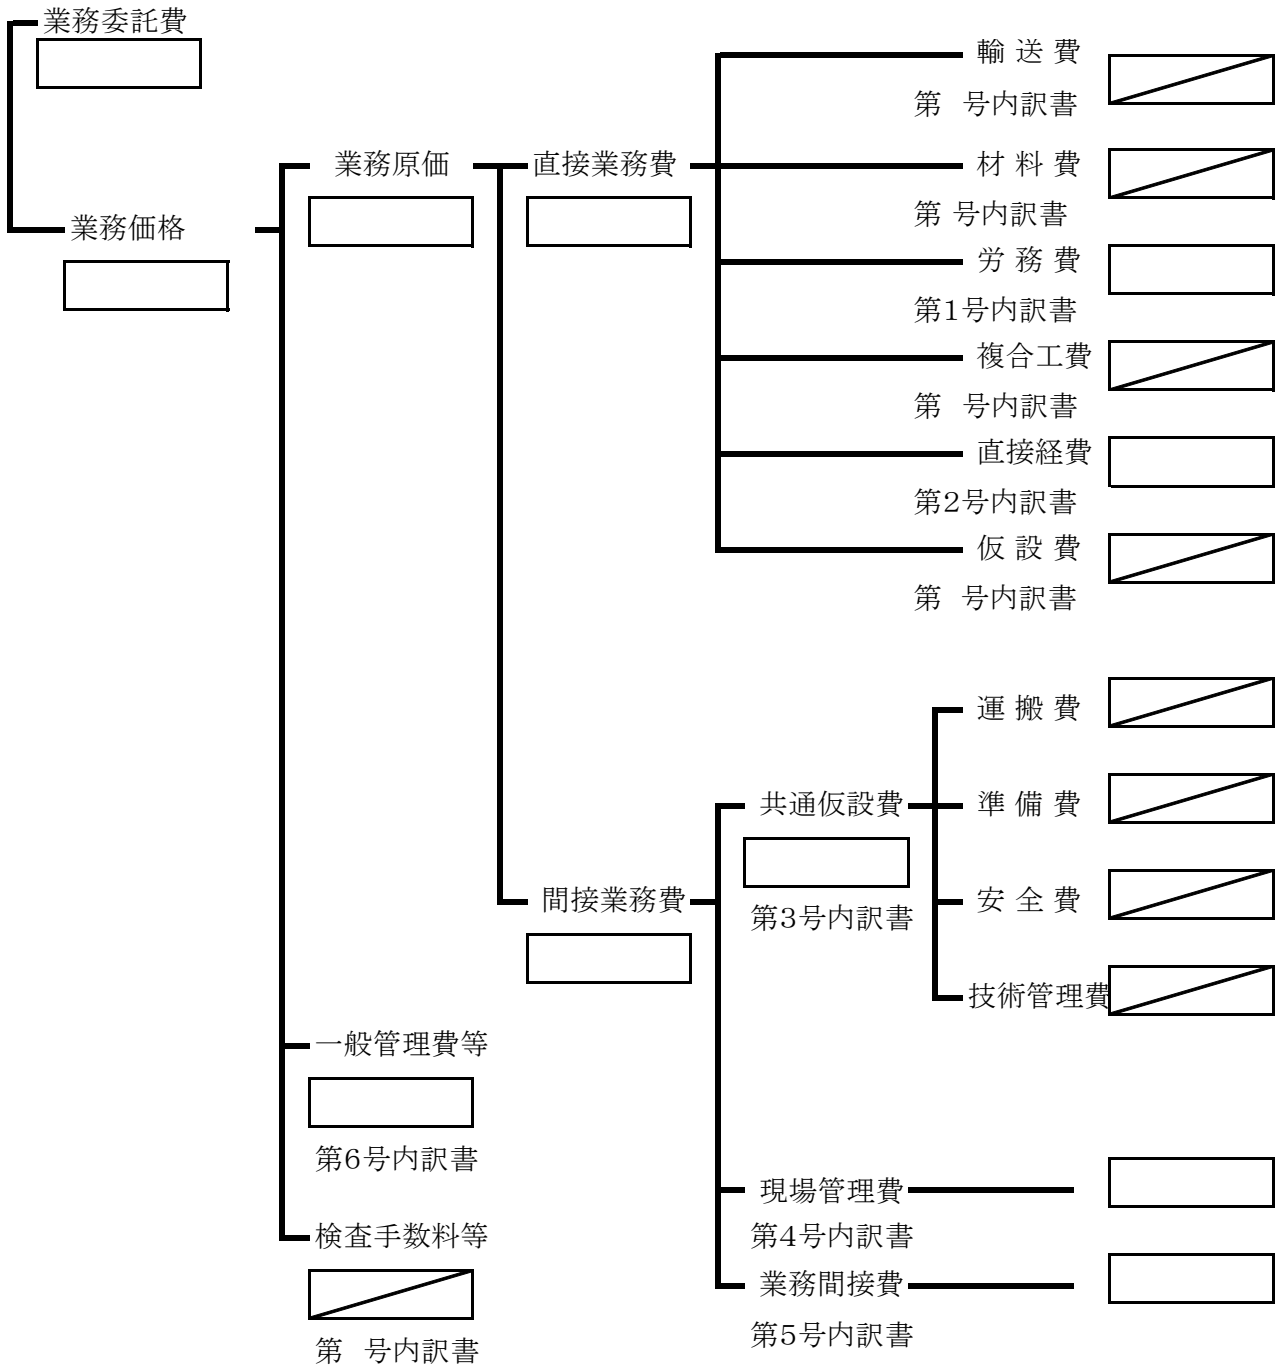 業務委託費
輸 送 費
第　号内訳書
業務原価
直接業務費
材 料 費
第 号内訳書
業務価格
労 務 費
第1号内訳書
複合工費
第　号内訳書
直接経費
第2号内訳書
仮 設 費
第　号内訳書
運 搬 費
共通仮設費
準 備 費
間接業務費
安 全 費
第3号内訳書
技術管理費
一般管理費等
第6号内訳書
現場管理費
第4号内訳書
検査手数料等
業務間接費
第5号内訳書
第　号内訳書